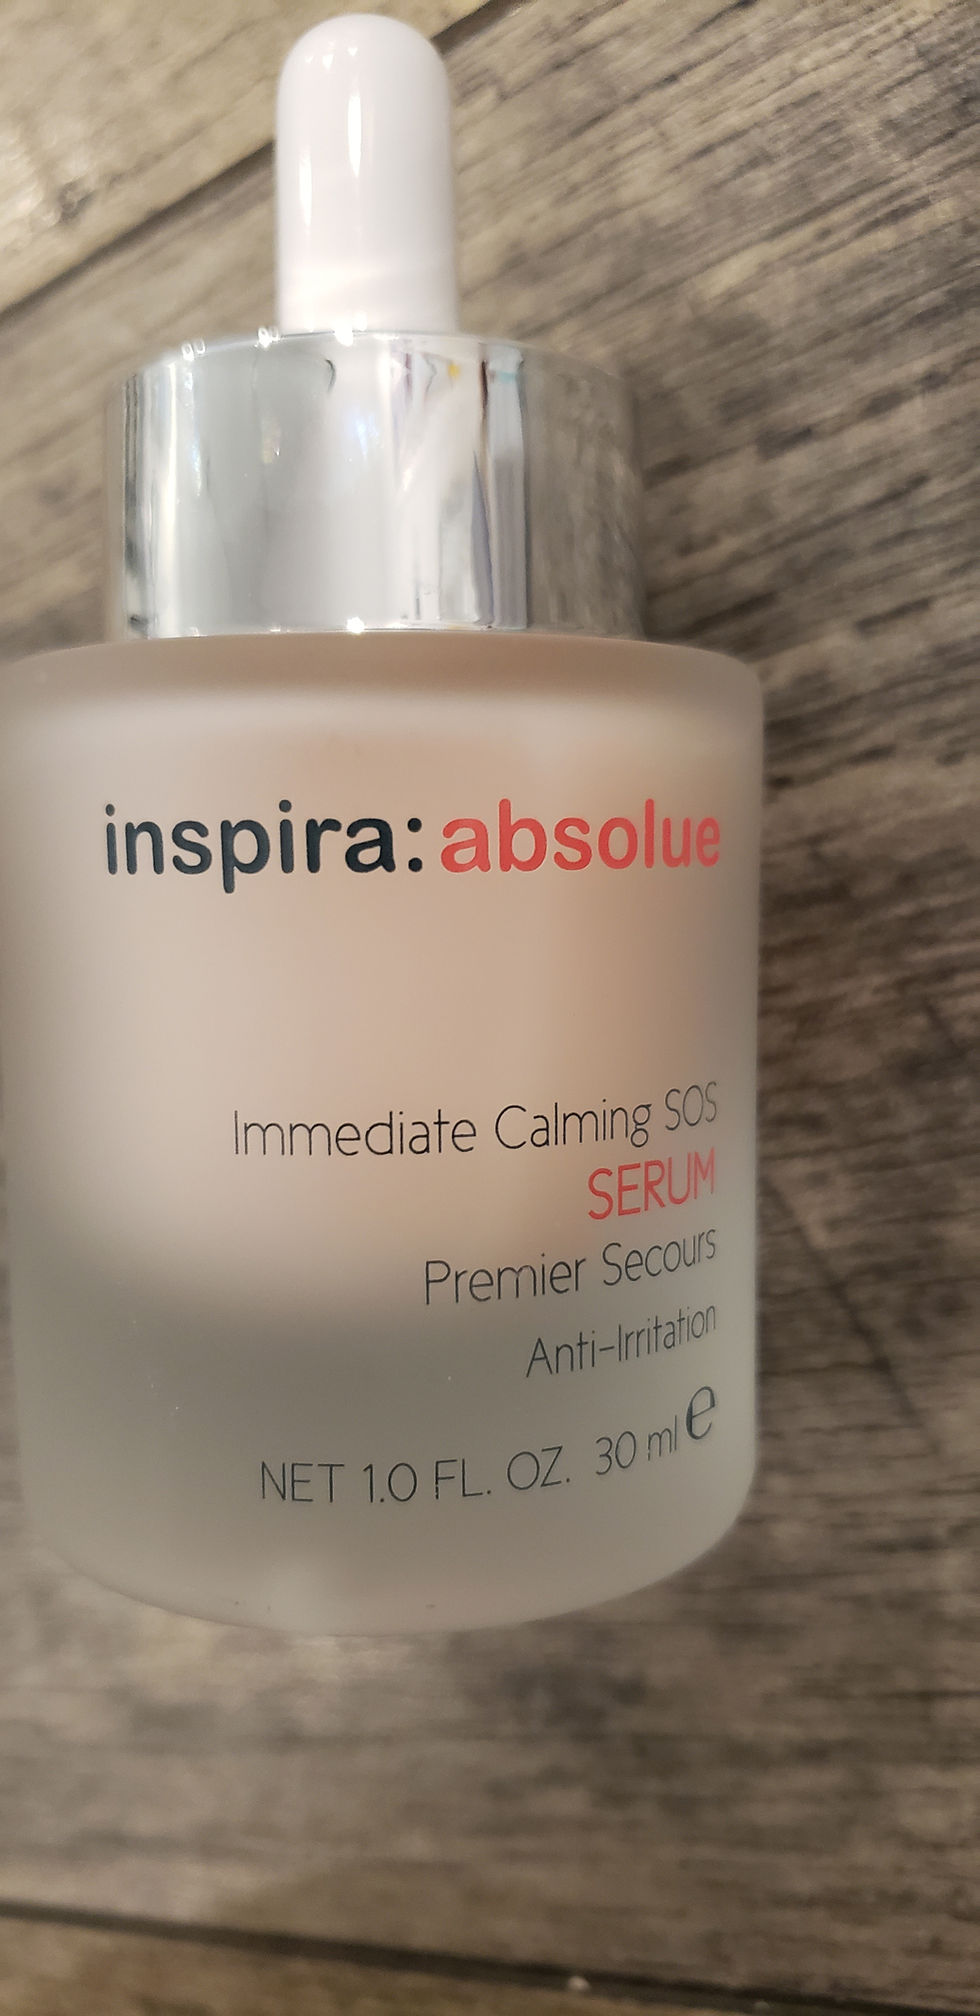 inspira: absolue
Immediate Calming SOS
SERUM
Premier Secours
Anti-Irritation
NET 1.0 FL. OZ. 30 ml e